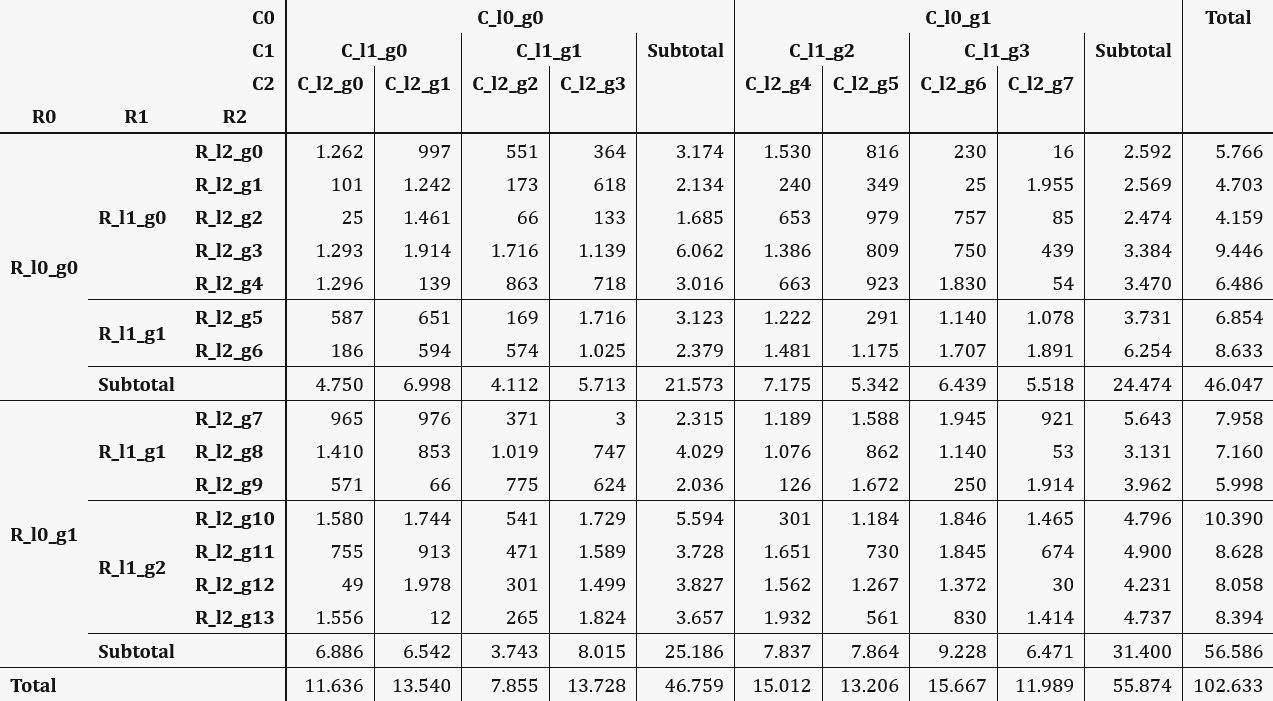 C0 C_l0_g0 C_l0_g1 Total
C1 C_l1_g0 C_l1_g1 Subtotal C_l1_g2 C_l1_g3 Subtotal
C2 C_l2_g0 C_l2_g1 C_l2_g2 C_l2_g3 C_l2_g4 C_l2_g5 C_l2_g6 C_l2_g7
R0 R1 R2
R_l2_g0 1.262 997 551 364 3.174 1.530 816 230 16 2.592 5.766
R_l2_g1 101 1.242 173 618 2.134 240 349 25 1.955 2.569 4.703
R_l1_g0 R_l2_g2 25 1.461 66 133 1.685 653 979 757 85 2.474 4.159
R_l2_g3 1.293 1.914 1.716 1.139 6.062 1.386 809 750 439 3.384 9.446
R_l0_g0
R_l2_g4 1.296 139 863 718 3.016 663 923 1.830 54 3.470 6.486
R_l2_g5 587 651 169 1.716 3.123 1.222 291 1.140 1.078 3.731 6.854
R_l1_g1
R_l2_g6 186 594 574 1.025 2.379 1.481 1.175 1.707 1.891 6.254 8.633
Subtotal 4.750 6.998 4.112 5.713 21.573 7.175 5.342 6.439 5.518 24.474 46.047
R_l2_g7 965 976 371 3 2.315 1.189 1.588 1.945 921 5.643 7.958
R_l1_g1 R_l2_g8 1.410 853 1.019 747 4.029 1.076 862 1.140 53 3.131 7.160
R_l2_g9 571 66 775 624 2.036 126 1.672 250 1.914 3.962 5.998
R_l2_g10 1.580 1.744 541 1.729 5.594 301 1.184 1.846 1.465 4.796 10.390
R_l0_g1
R_l2_g11 755 913 471 1.589 3.728 1.651 730 1.845 674 4.900 8.628
R_l1_g2
R_l2_g12 49 1.978 301 1.499 3.827 1.562 1.267 1.372 30 4.231 8.058
R_l2_g13 1.556 12 265 1.824 3.657 1.932 561 830 1.414 4.737 8.394
Subtotal 6.886 6.542 3.743 8.015 25.186 7.837 7.864 9.228 6.471 31.400 56.586
Total 11.636 13.540 7.855 13.728 46.759 15.012 13.206 15.667 11.989 55.874 102.633